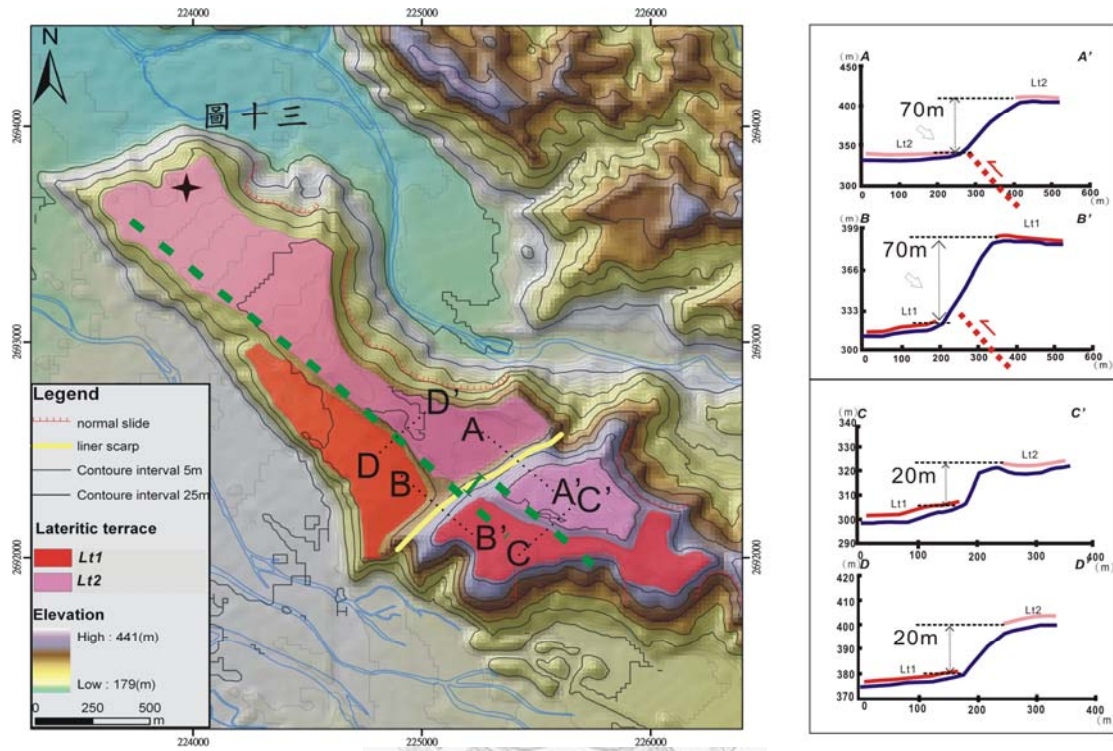 224000
225000
226000
N
圖十三
2694000
2694000
2693000
2693000
2692000
2692000
D'
A
D
B
A'
C'
B'
C
Legend
normal slide
liner scarp
Contoure interval 5m
Contoure interval 25m
Lateritic terrace
Lt1
Lt2
Elevation
High : 441(m)
Low : 179(m)
0 250 500
m
224000
225000
226000
(m) A A'
450
400
350
300
Lt2
70m
Lt2
0 100 200 300 400 500 600
(m)
(m) B B'
399
366
333
300
Lt1
70m
Lt1
0 100 200 300 400 500 600
(m)
(m) C C'
340
330
320
310
300
290
Lt2
20m
Lt1
0 100 200 300 400
(m)
(m) D D'
420
410
400
390
380
370
Lt2
20m
Lt1
0 100 200 300 400
(m)